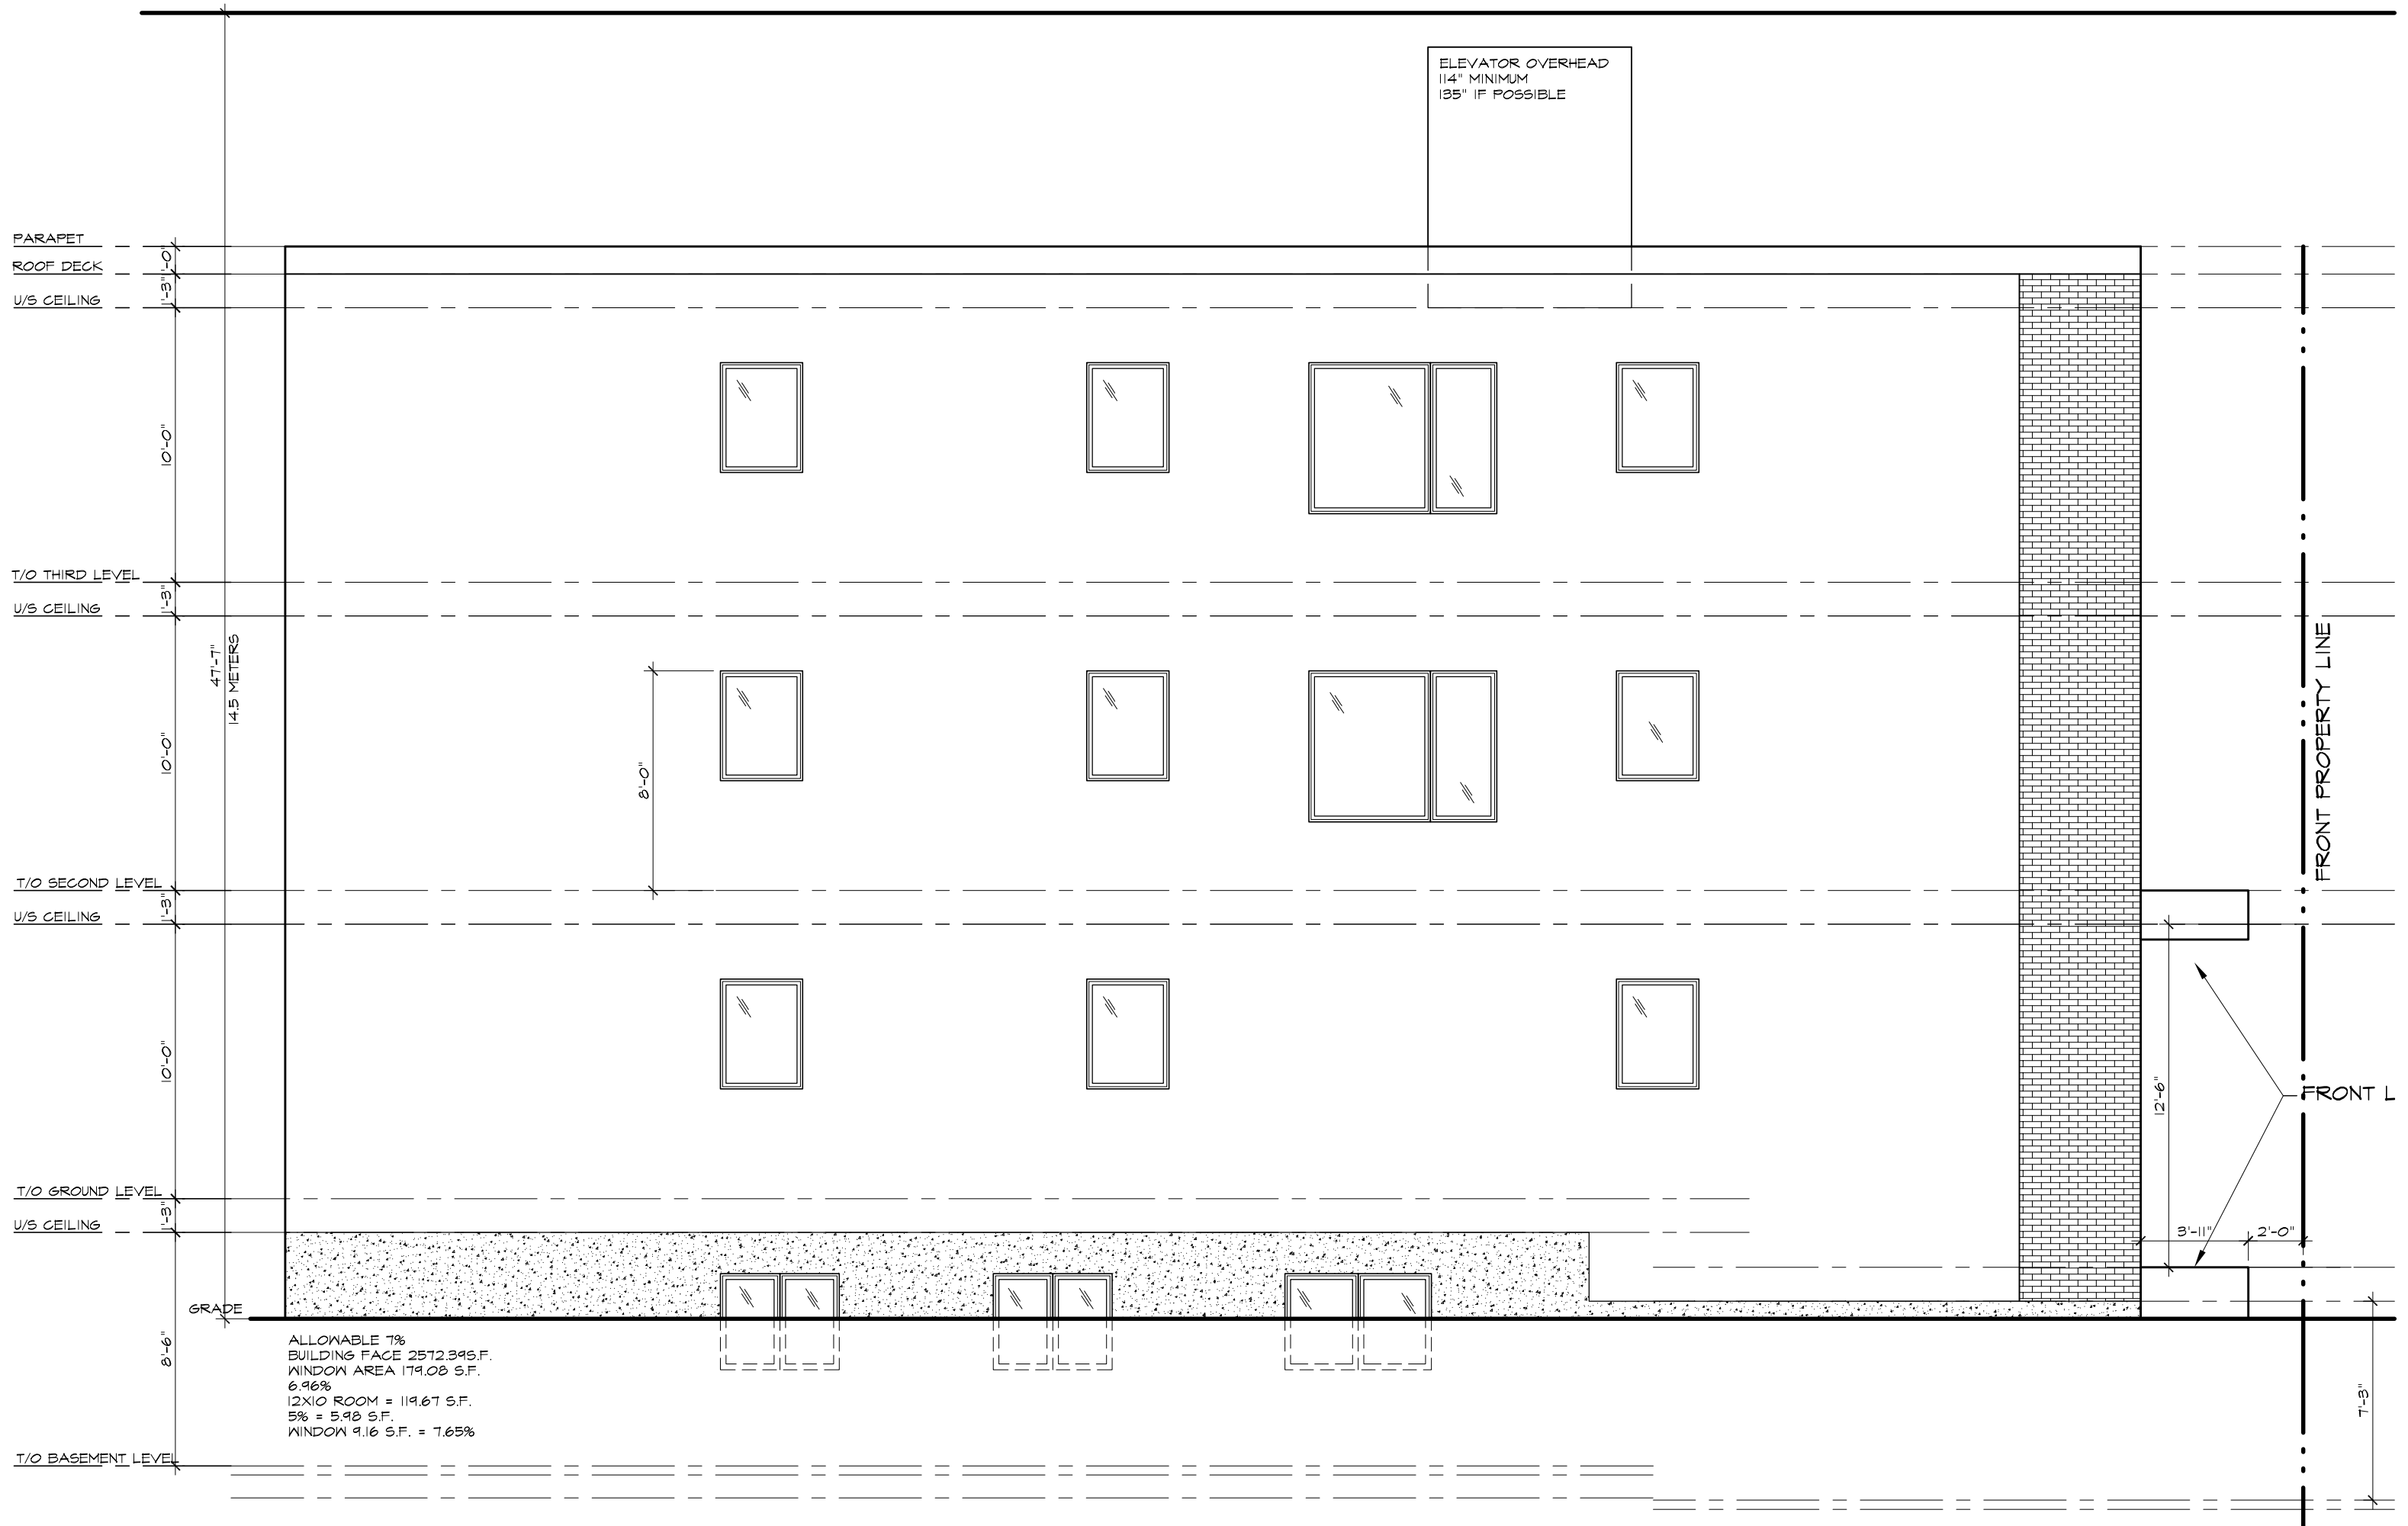 ELEVATOR OVERHEAD
114" MINIMUM
135" IF POSSIBLE
PARAPET
1'-0"
ROOF DECK
1'-3"
U/S CEILING
10'-0"
T/O THIRD LEVEL
1'-3"
U/S CEILING
47'-7"
14.5 METERS
FRONT PROPERTY LINE
10'-0"
8'-0"
T/O SECOND LEVEL
1'-3"
U/S CEILING
10'-0"
12'-6"
FRONT L
T/O GROUND LEVEL
1'-3"
U/S CEILING
3'-11"
2'-0"
GRADE
8'-6"
ALLOWABLE 7%
BUILDING FACE 2572.39S.F.
WINDOW AREA 179.08 S.F.
6.96%
12X10 ROOM = 119.67 S.F.
5% = 5.98 S.F.
WINDOW 9.16 S.F. = 7.65%
7'-3"
T/O BASEMENT LEVEL